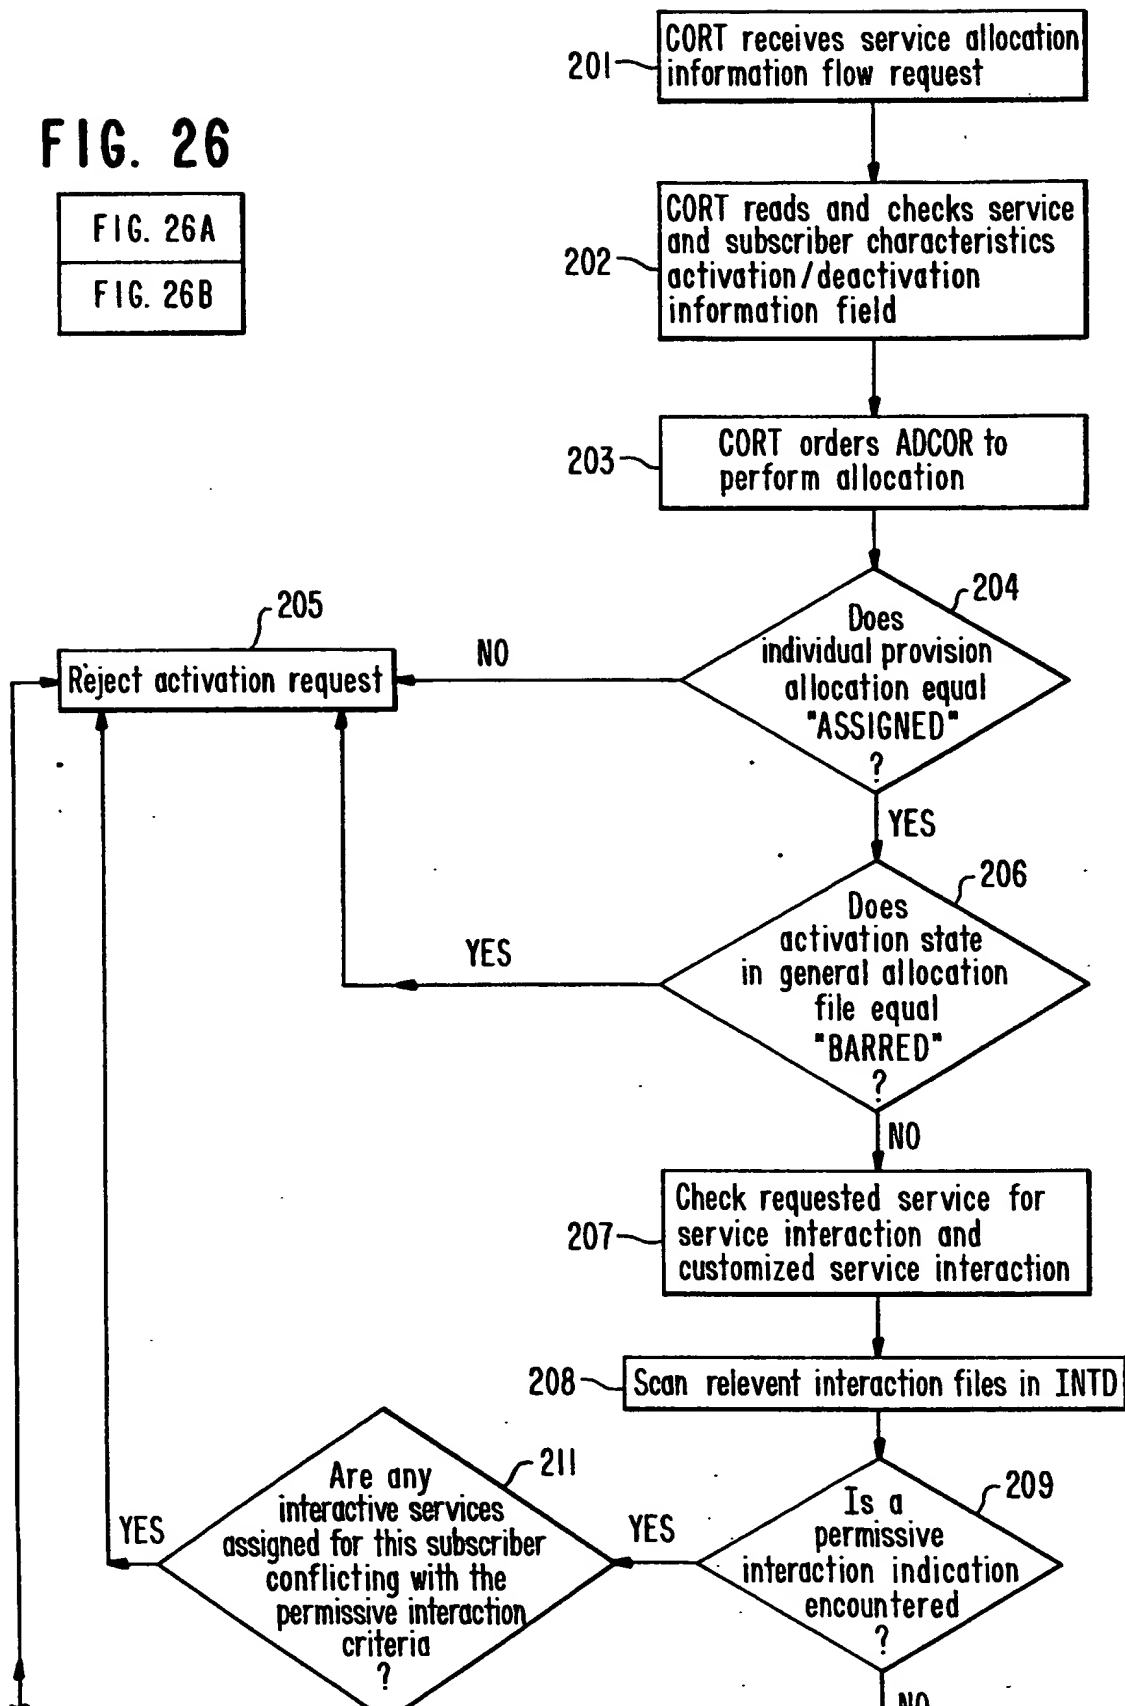 CORT receives service allocation
information flow request
201
FIG. 26
FIG. 26A
FIG. 26B
CORT reads and checks service
and subscriber characteristics
activation/deactivation
information field
202
CORT orders ADCOR to
perform allocation
203
204
Does
individual provision
allocation equal
"ASSIGNED"
?
205
Reject activation request
NO
YES
206
Does
activation state
in general allocation
file equal
"BARRED"
?
YES
NO
Check requested service for
service interaction and
customized service interaction
207
208
Scan relevent interaction files in INTD
209
Is a
permissive
interaction indication
encountered
?
YES
211
Are any
interactive services
assigned for this subscriber
conflicting with the
permissive interaction
criteria
?
YES
NO